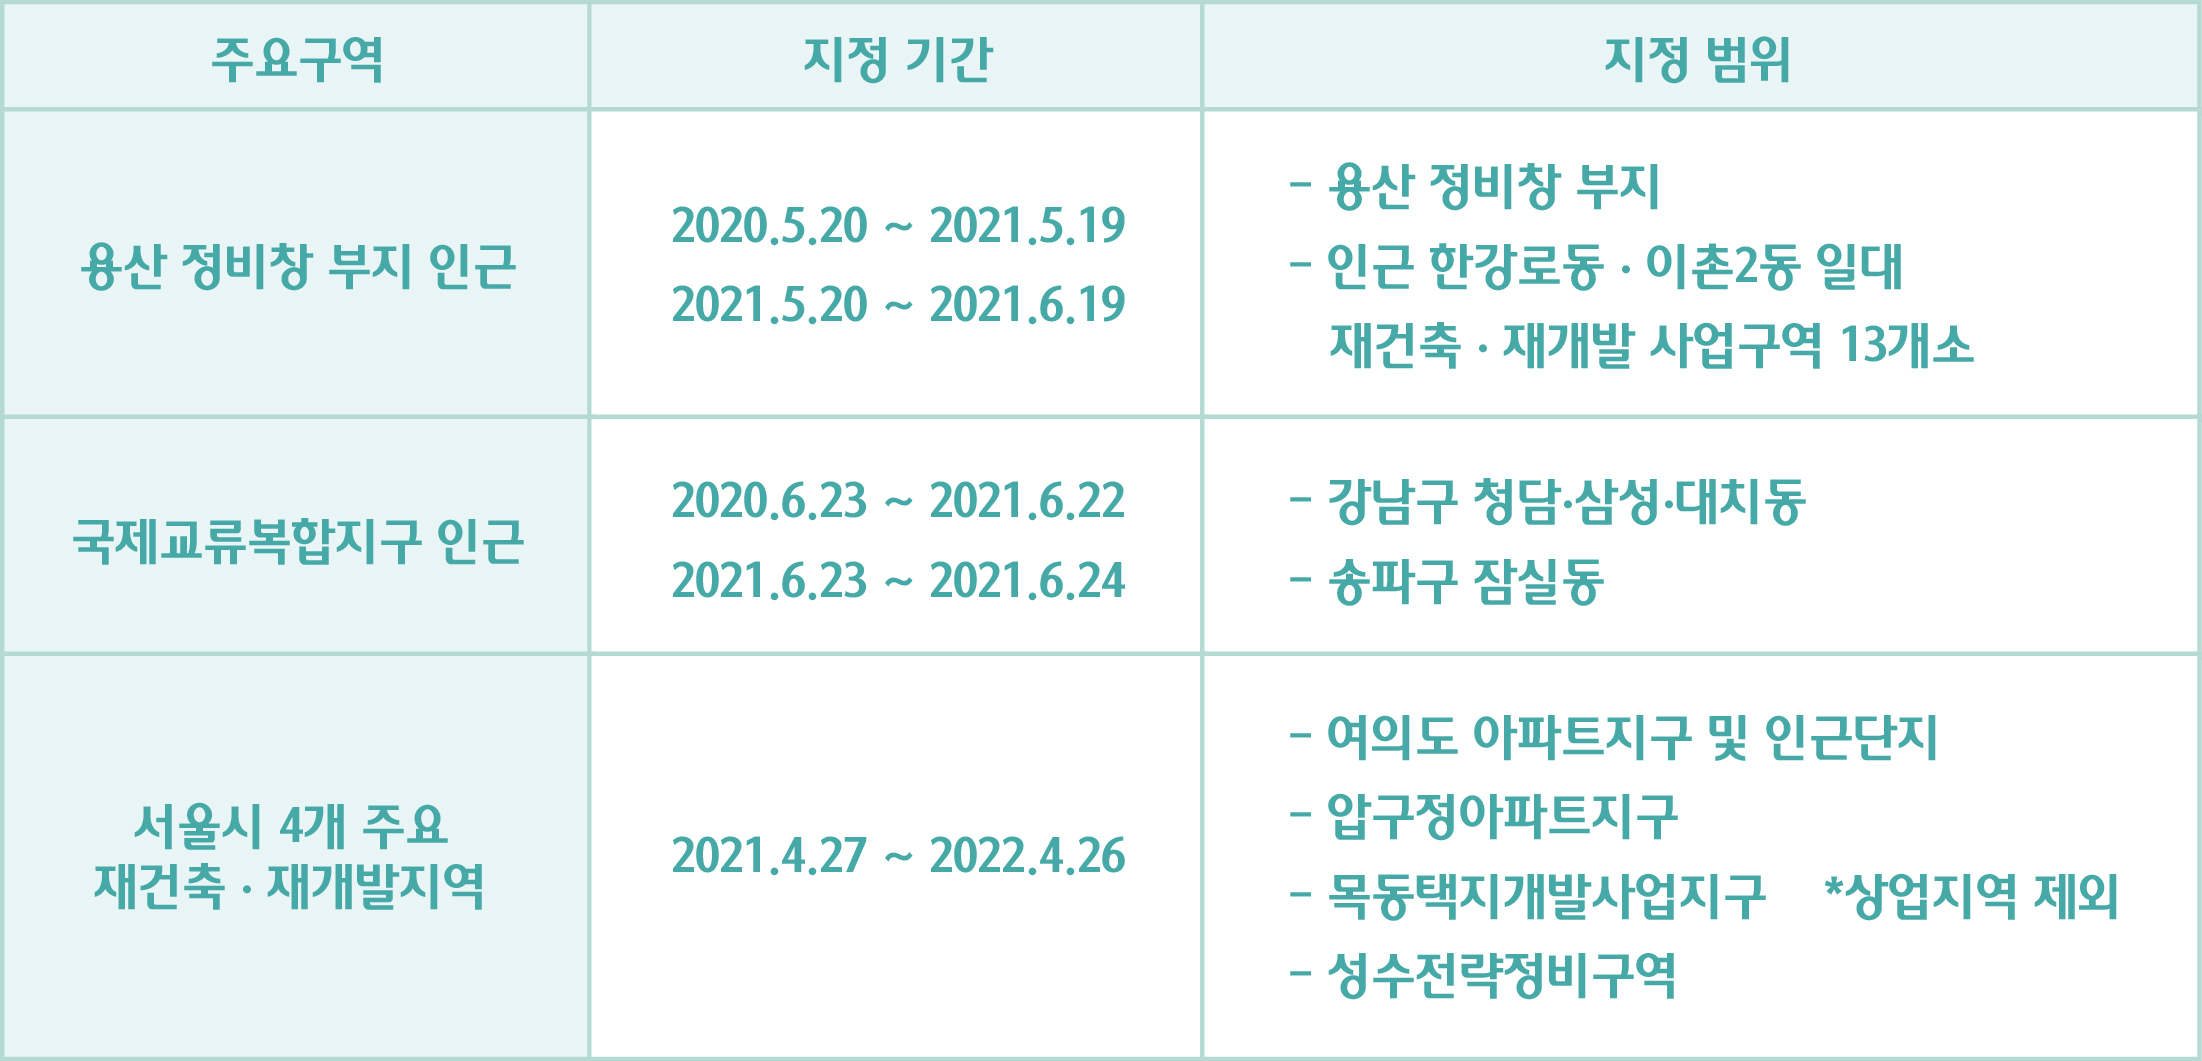 주요구역 지정 기간 지정 범위
용산 정비창 부지 인근
2020.5.20 ~ 2021.5.19
2021.5.20 ~ 2021.6.19
- 용산 정비창 부지
- 인근 한강로동 · 이촌2동 일대
재건축 · 재개발 사업구역 13개소
국제교류복합지구 인근
2020.6.23 ~ 2021.6.22
2021.6.23 ~ 2021.6.24
- 강남구 청담·삼성·대치동
- 송파구 잠실동
서울시 4개 주요
재건축 · 재개발지역
2021.4.27 ~ 2022.4.26
- 여의도 아파트지구 및 인근단지
- 압구정아파트지구
- 목동택지개발사업지구 *상업지역 제외
- 성수전략정비구역